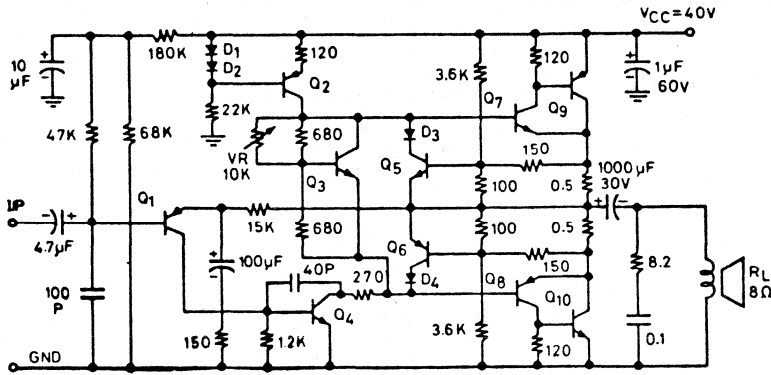 VCC=40V
10
µF
180K
D1
D2
120
Q2
3.6K
120
Q7
Q9
1µF
60V
22K
47K
68K
VR
10K
680
Q3
D3
Q5
150
1000µF
30V
100
0.5
Q1
I/P
4.7µF
15K
680
Q6
100
0.5
100µF
40P
270
D4
150
Q8
Q10
8.2
RL
8Ω
100
P
Q4
150
1.2K
3.6K
120
0.1
GND